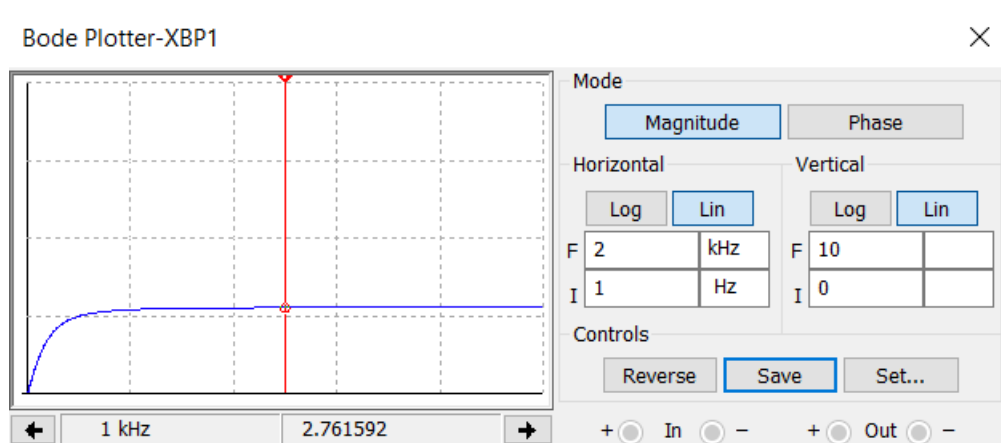 Bode Plotter-XBP1
Mode
Magnitude Phase
Horizontal Vertical
Log Lin Log Lin
F 2 kHz F 10
I 1 Hz I 0
Controls
Reverse Save Set...
1 kHz 2.761592 + In - + Out -